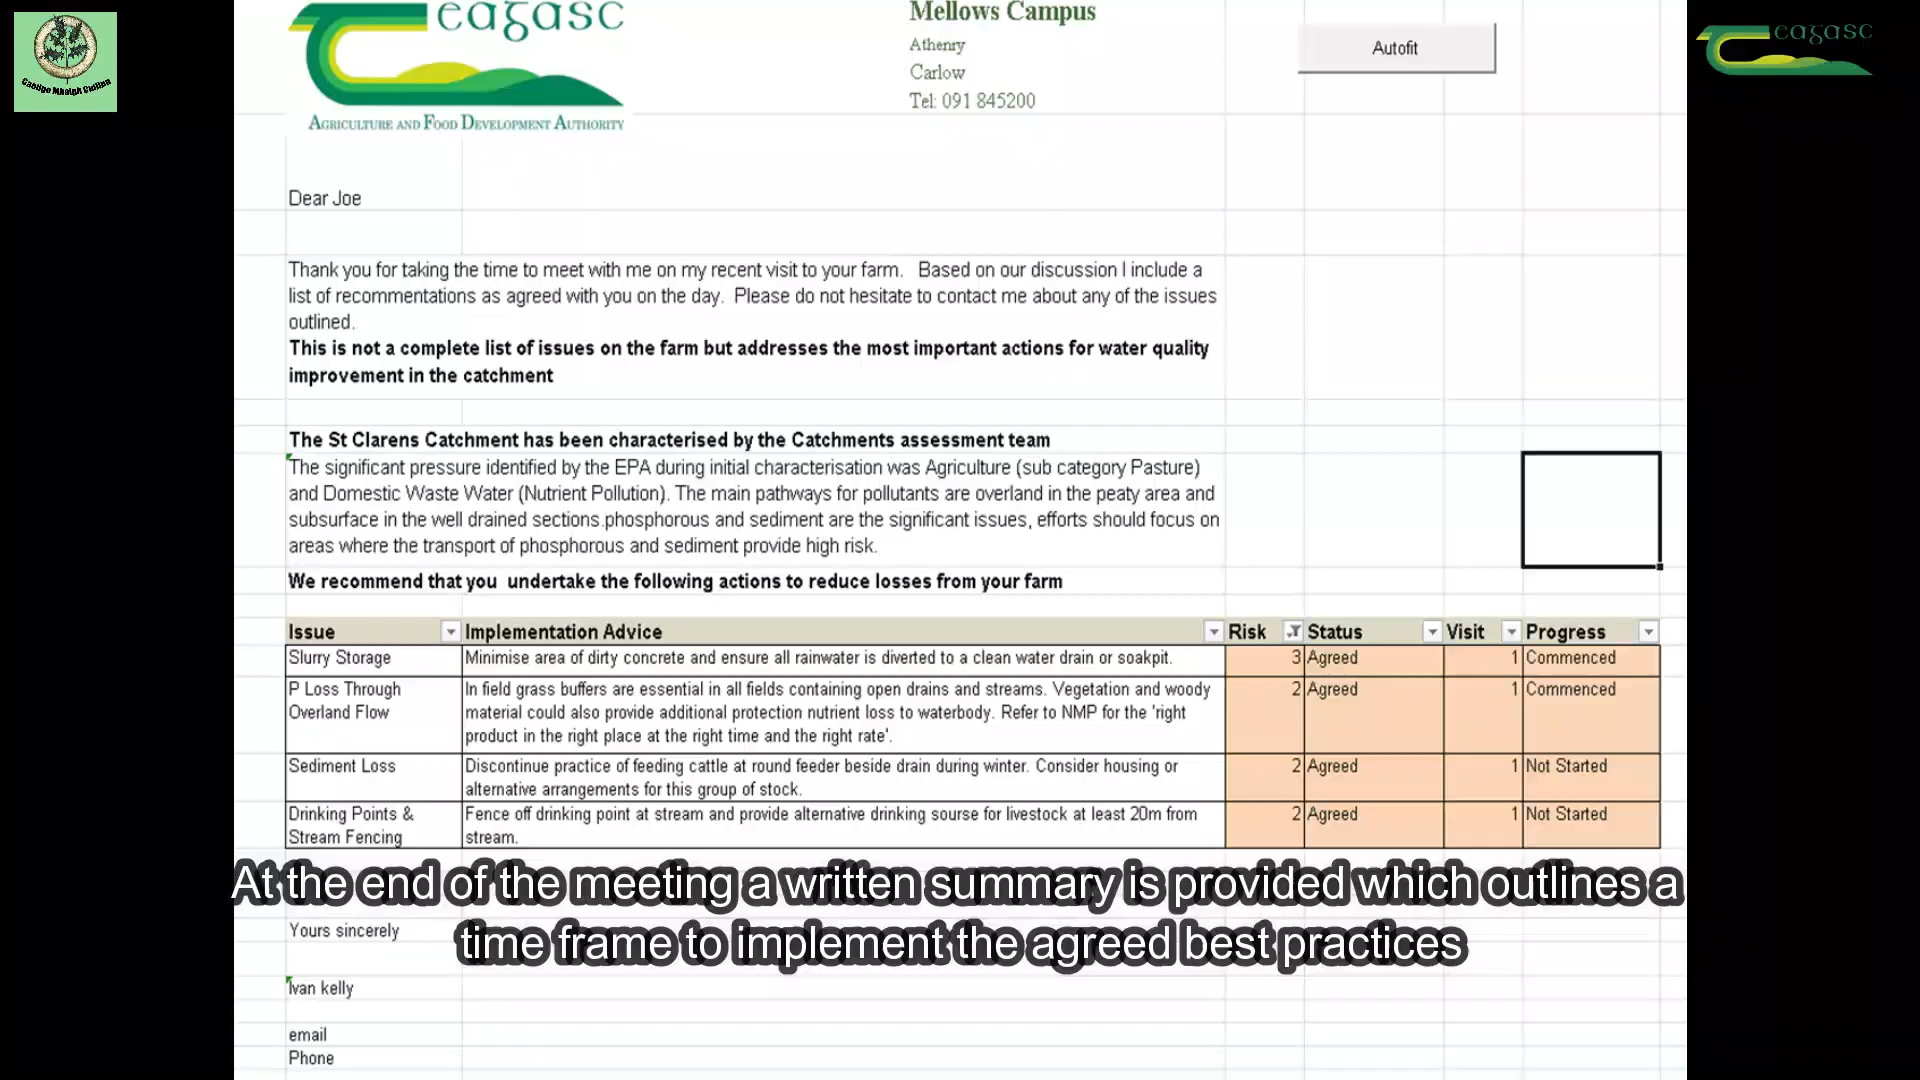 eagasc
AGRICULTURE AND FOOD DEVELOPMENT AUTHORITY
Mellows Campus
Athenry
Carlow
Tel: 091 845200
Autofit
eagasc
Dear Joe
Thank you for taking the time to meet with me on my recent visit to your farm. Based on our discussion I include a
list of recommentations as agreed with you on the day. Please do not hesitate to contact me about any of the issues
outlined.
This is not a complete list of issues on the farm but addresses the most important actions for water quality
improvement in the catchment
The St Clarens Catchment has been characterised by the Catchments assessment team
The significant pressure identified by the EPA during initial characterisation was Agriculture (sub category Pasture)
and Domestic Waste Water (Nutrient Pollution). The main pathways for pollutants are overland in the peaty area and
subsurface in the well drained sections.phosphorous and sediment are the significant issues, efforts should focus on
areas where the transport of phosphorous and sediment provide high risk.
We recommend that you undertake the following actions to reduce losses from your farm
Issue Implementation Advice Risk Status Visit Progress
Slurry Storage Minimise area of dirty concrete and ensure all rainwater is diverted to a clean water drain or soakpit. 3 Agreed 1 Commenced
P Loss Through In field grass buffers are essential in all fields containing open drains and streams. Vegetation and woody 2 Agreed 1 Commenced
Overland Flow material could also provide additional protection nutrient loss to waterbody. Refer to NMP for the 'right
product in the right place at the right time and the right rate'.
Sediment Loss Discontinue practice of feeding cattle at round feeder beside drain during winter. Consider housing or 2 Agreed 1 Not Started
alternative arrangements for this group of stock.
Drinking Points & Fence off drinking point at stream and provide alternative drinking sourse for livestock at least 20m from 2 Agreed 1 Not Started
Stream Fencing stream.
At the end of the meeting a written summary is provided which outlines a
time frame to implement the agreed best practices
Yours sincerely
Ivan kelly
email
Phone